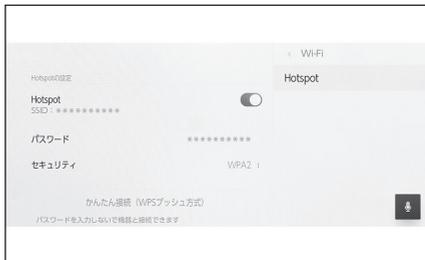 Hotspotの設定
Hotspot
SSID：＊＊＊＊＊＊＊＊＊＊
パスワード ＊＊＊＊＊＊＊＊＊＊
セキュリティ WPA2
かんたん接続（WPSプッシュ方式）
パスワードを入力しないで機器と接続できます
‹ Wi-Fi
Hotspot